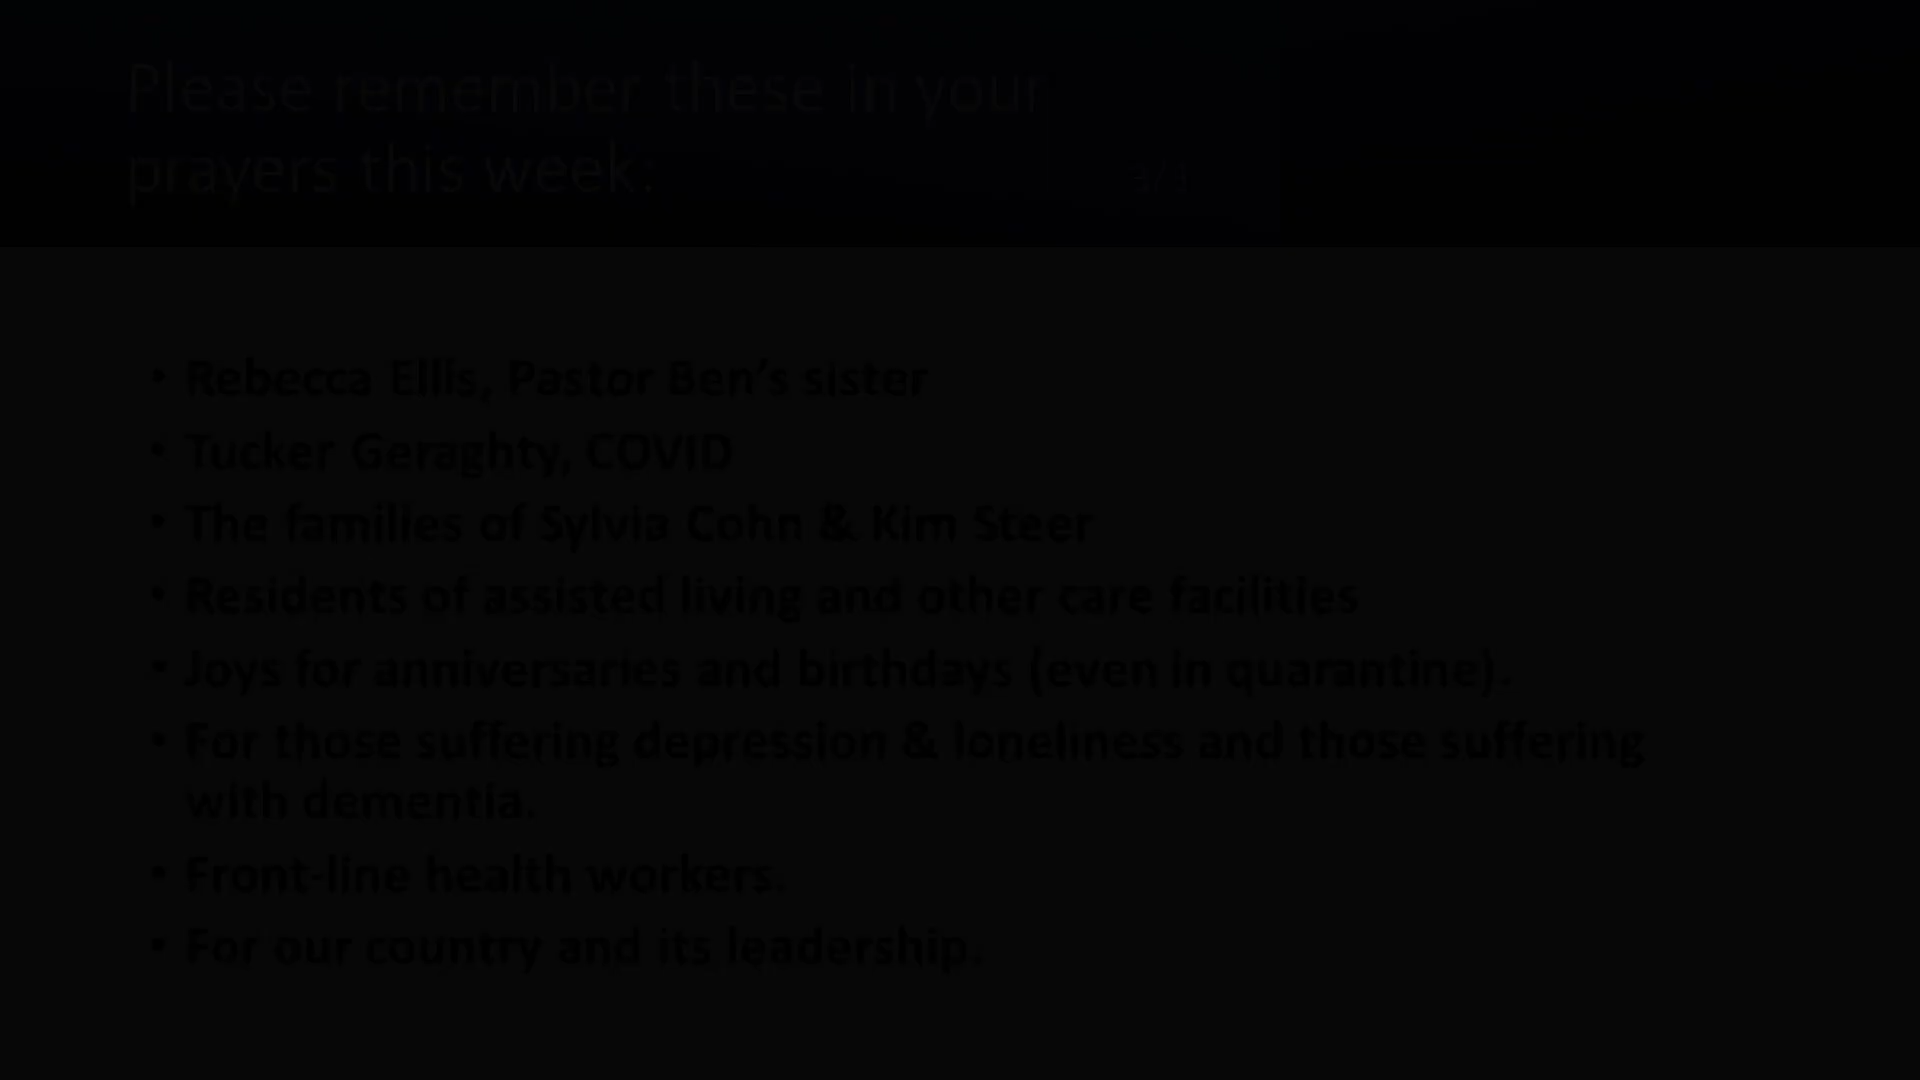 Please remember these in your
prayers this week: 3/3
• Rebecca Ellis, Pastor Ben's sister
• Tucker Geraghty, COVID
• The families of Sylvia Cohn & Kim Steer
• Residents of assisted living and other care facilities
• Joys for anniversaries and birthdays (even in quarantine).
• For those suffering depression & loneliness and those suffering
with dementia.
• Front-line health workers.
• For our country and its leadership.